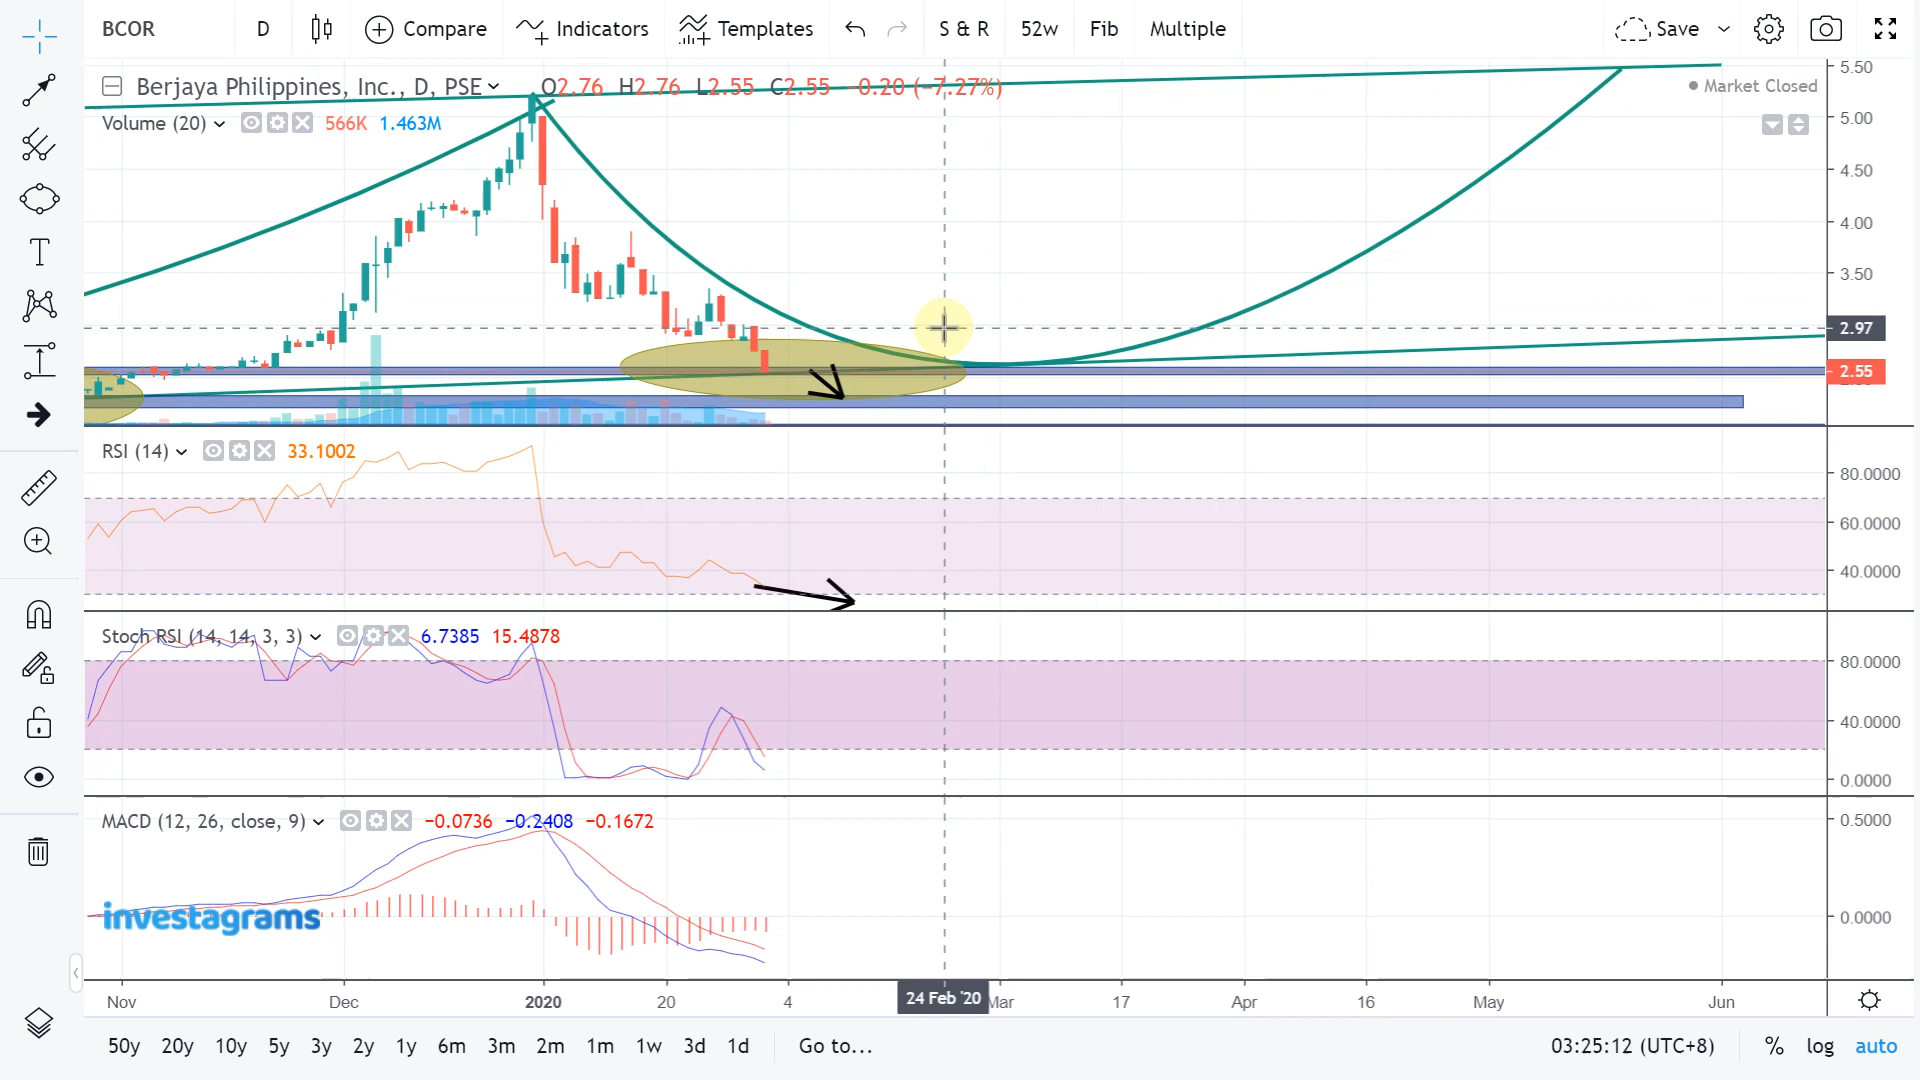 BCOR D Compare Indicators Templates S & R 52w Fib Multiple Save
Berjaya Philippines, Inc., D, PSE O2.76 H2.76 L2.55 C2.55 −0.20 (−7.27%)
Market Closed
Volume (20) 566K 1.463M
5.50
5.00
4.50
4.00
3.50
2.97
2.55
RSI (14) 33.1002
80.0000
60.0000
40.0000
Stoch RSI (14, 14, 3, 3) 6.7385 15.4878
80.0000
40.0000
0.0000
MACD (12, 26, close, 9) −0.0736 −0.2408 −0.1672
0.5000
0.0000
investagrams
Nov Dec 2020 20 4 24 Feb '20 Mar 17 Apr 16 May Jun
50y 20y 10y 5y 3y 2y 1y 6m 3m 2m 1m 1w 3d 1d Go to... 03:25:12 (UTC+8) % log auto